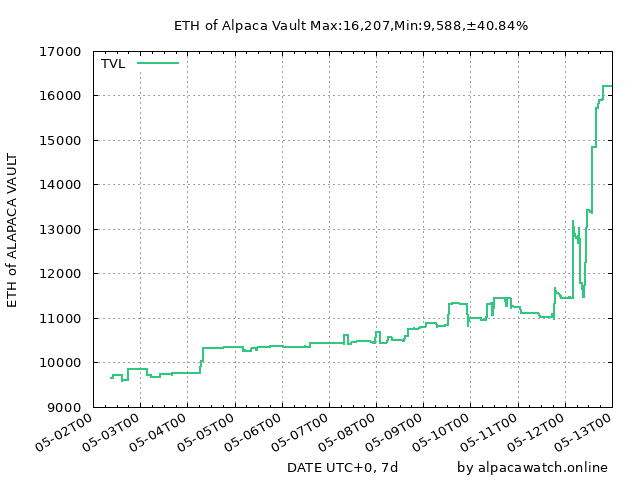 ETH of Alpaca Vault Max:16,207,Min:9,588,±40.84%
TVL
17000
16000
15000
14000
13000
12000
11000
10000
9000
ETH of ALAPACA VAULT
05-02T00
05-03T00
05-04T00
05-05T00
05-06T00
05-07T00
05-08T00
05-09T00
05-10T00
05-11T00
05-12T00
05-13T00
DATE UTC+0, 7d
by alpacawatch.online